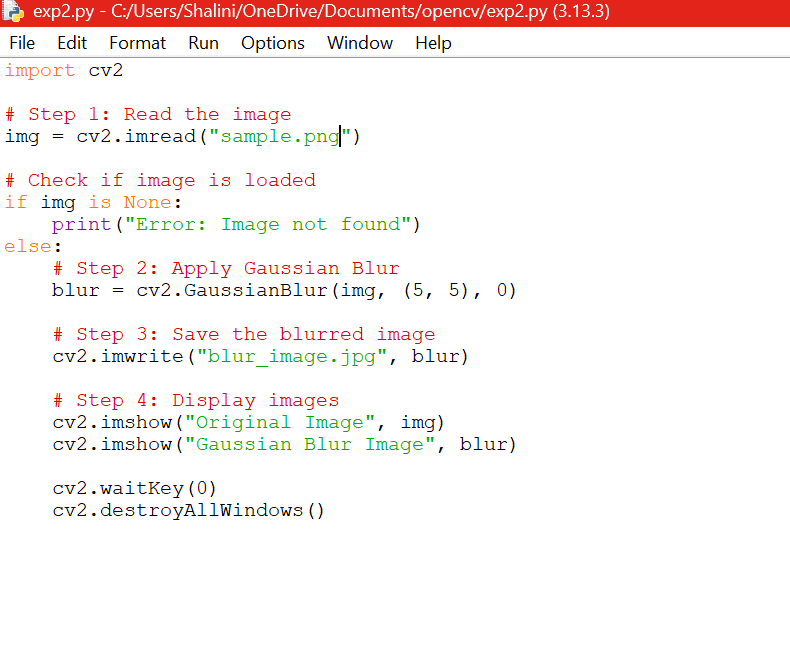 exp2.py - C:/Users/Shalini/OneDrive/Documents/opencv/exp2.py (3.13.3)
File Edit Format Run Options Window Help
import cv2

# Step 1: Read the image
img = cv2.imread("sample.png")

# Check if image is loaded
if img is None:
    print("Error: Image not found")
else:
    # Step 2: Apply Gaussian Blur
    blur = cv2.GaussianBlur(img, (5, 5), 0)

    # Step 3: Save the blurred image
    cv2.imwrite("blur_image.jpg", blur)

    # Step 4: Display images
    cv2.imshow("Original Image", img)
    cv2.imshow("Gaussian Blur Image", blur)

    cv2.waitKey(0)
    cv2.destroyAllWindows()